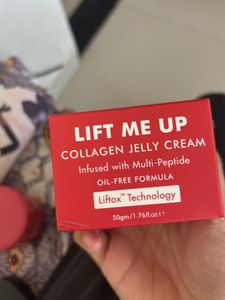 LIFT ME UP
COLLAGEN JELLY CREAM
Infused with Multi-Peptide
OIL-FREE FORMULA
Liftox™ Technology
50gm/1.76fl.oz ℮